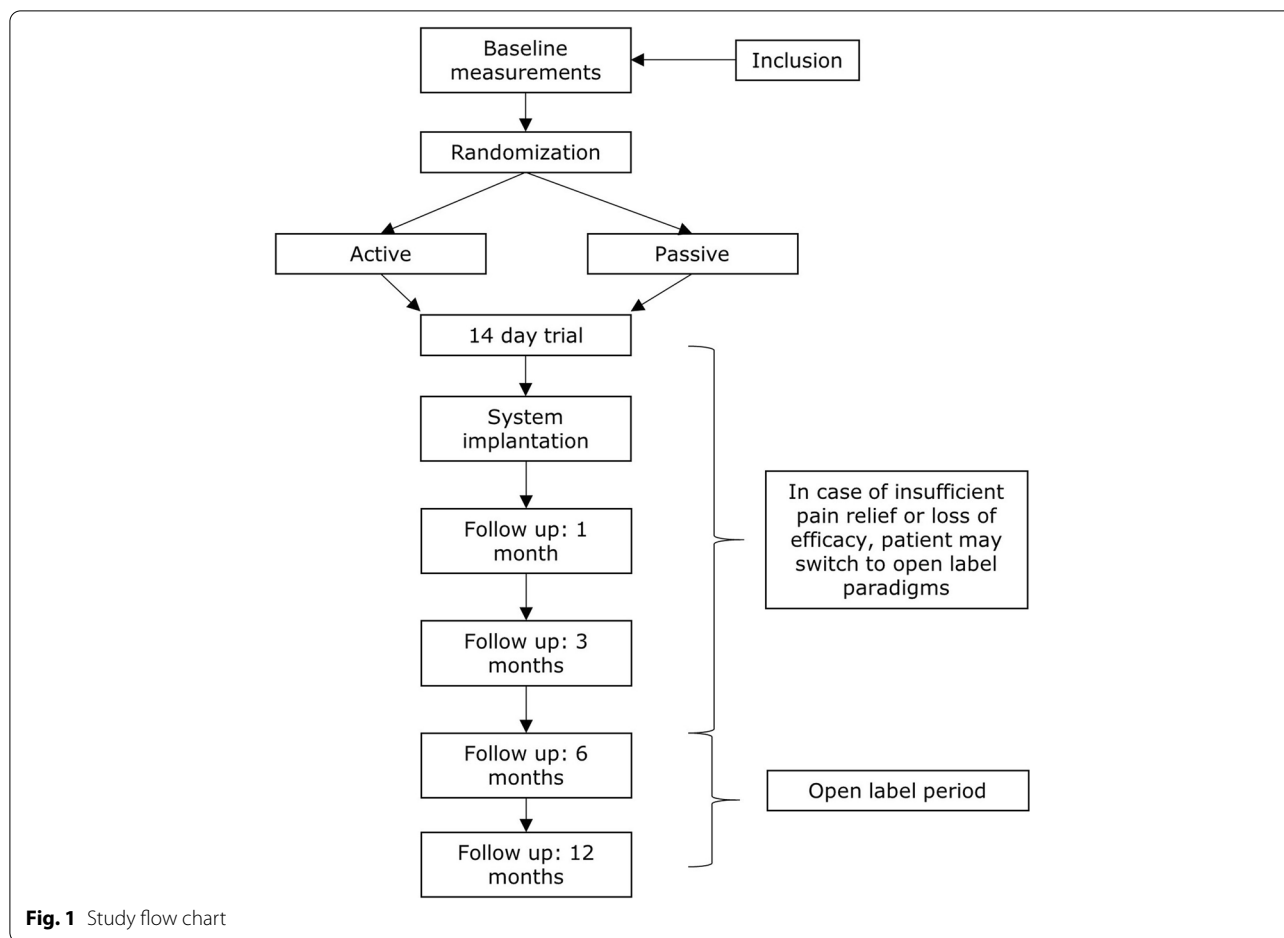 Baseline
measurements
Inclusion
Randomization
Active
Passive
14 day trial
System
implantation
Follow up: 1
month
In case of insufficient
pain relief or loss of
efficacy, patient may
switch to open label
paradigms
Follow up: 3
months
Follow up: 6
months
Open label period
Follow up: 12
months
Fig. 1 Study flow chart